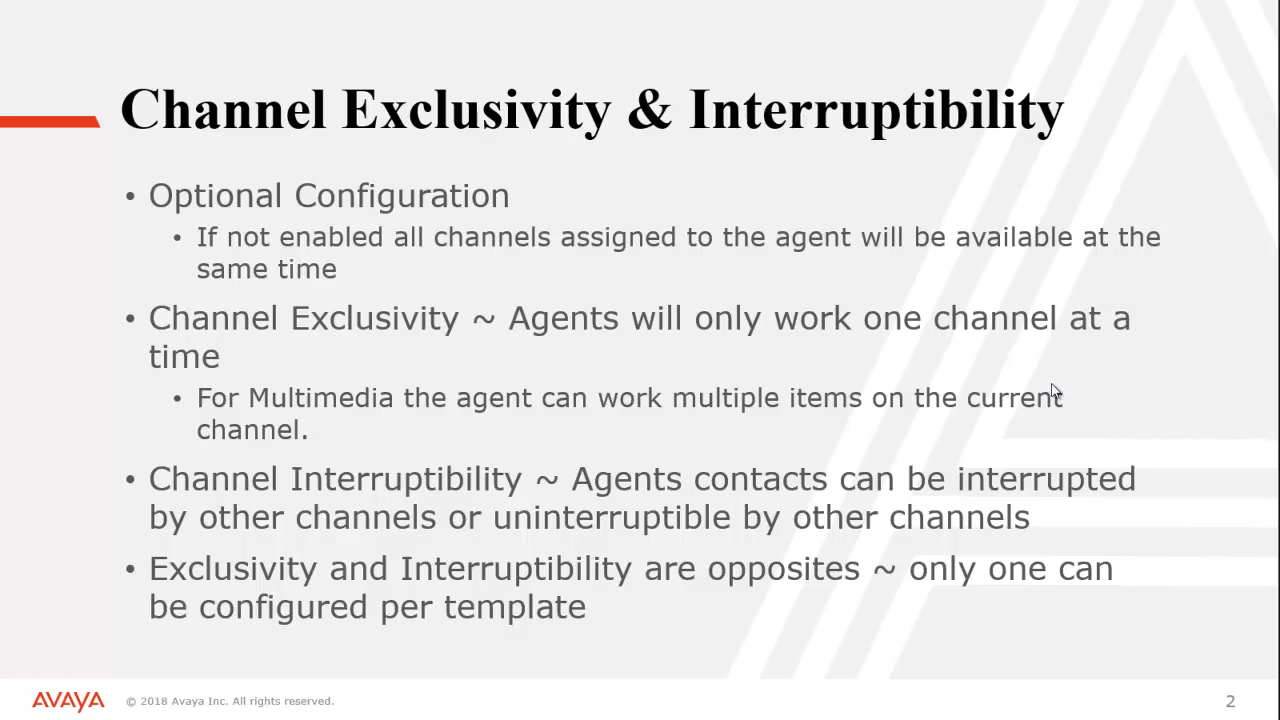 Channel Exclusivity & Interruptibility
• Optional Configuration
• If not enabled all channels assigned to the agent will be available at the
same time
• Channel Exclusivity ~ Agents will only work one channel at a
time
• For Multimedia the agent can work multiple items on the current
channel.
• Channel Interruptibility ~ Agents contacts can be interrupted
by other channels or uninterruptible by other channels
• Exclusivity and Interruptibility are opposites ~ only one can
be configured per template
AVAYA © 2018 Avaya Inc. All rights reserved. 2